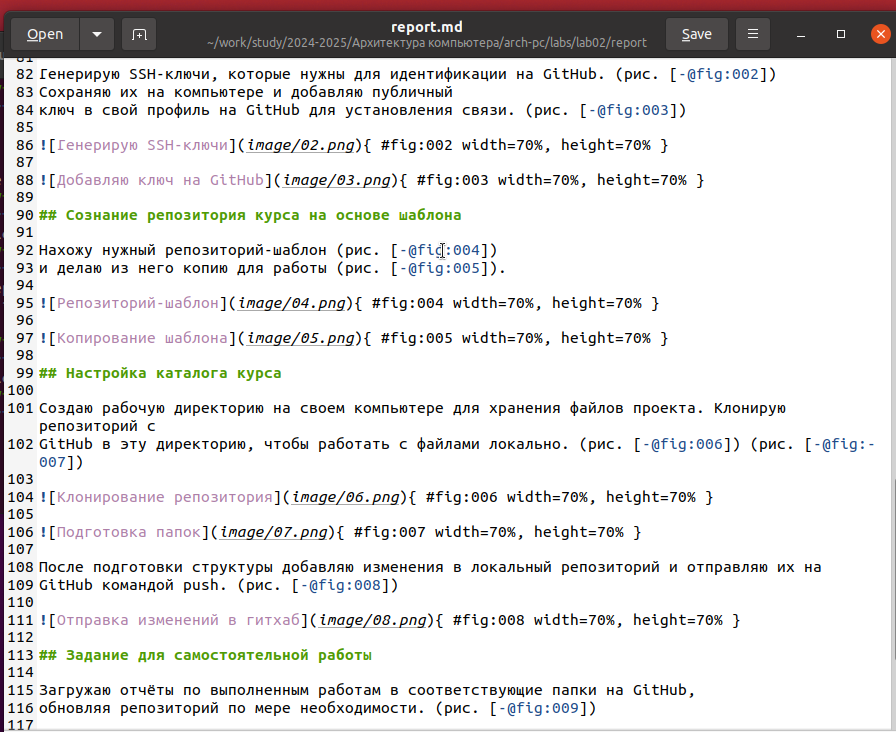 Open
report.md
~/work/study/2024-2025/Архитектура компьютера/arch-pc/labs/lab02/report
Save
81
82 Генерирую SSH-ключи, которые нужны для идентификации на GitHub. (рис. [-@fig:002])
83 Сохраняю их на компьютере и добавляю публичный
84 ключ в свой профиль на GitHub для установления связи. (рис. [-@fig:003])
85
86 ![Генерирую SSH-ключи](image/02.png){ #fig:002 width=70%, height=70% }
87
88 ![Добавляю ключ на GitHub](image/03.png){ #fig:003 width=70%, height=70% }
89
90 ## Сознание репозитория курса на основе шаблона
91
92 Нахожу нужный репозиторий-шаблон (рис. [-@fig:004])
93 и делаю из него копию для работы (рис. [-@fig:005]).
94
95 ![Репозиторий-шаблон](image/04.png){ #fig:004 width=70%, height=70% }
96
97 ![Копирование шаблона](image/05.png){ #fig:005 width=70%, height=70% }
98
99 ## Настройка каталога курса
100
101 Создаю рабочую директорию на своем компьютере для хранения файлов проекта. Клонирую
репозиторий с
102 GitHub в эту директорию, чтобы работать с файлами локально. (рис. [-@fig:006]) (рис. [-@fig:-
007])
103
104 ![Клонирование репозитория](image/06.png){ #fig:006 width=70%, height=70% }
105
106 ![Подготовка папок](image/07.png){ #fig:007 width=70%, height=70% }
107
108 После подготовки структуры добавляю изменения в локальный репозиторий и отправляю их на
109 GitHub командой push. (рис. [-@fig:008])
110
111 ![Отправка изменений в гитхаб](image/08.png){ #fig:008 width=70%, height=70% }
112
113 ## Задание для самостоятельной работы
114
115 Загружаю отчёты по выполненным работам в соответствующие папки на GitHub,
116 обновляя репозиторий по мере необходимости. (рис. [-@fig:009])
117